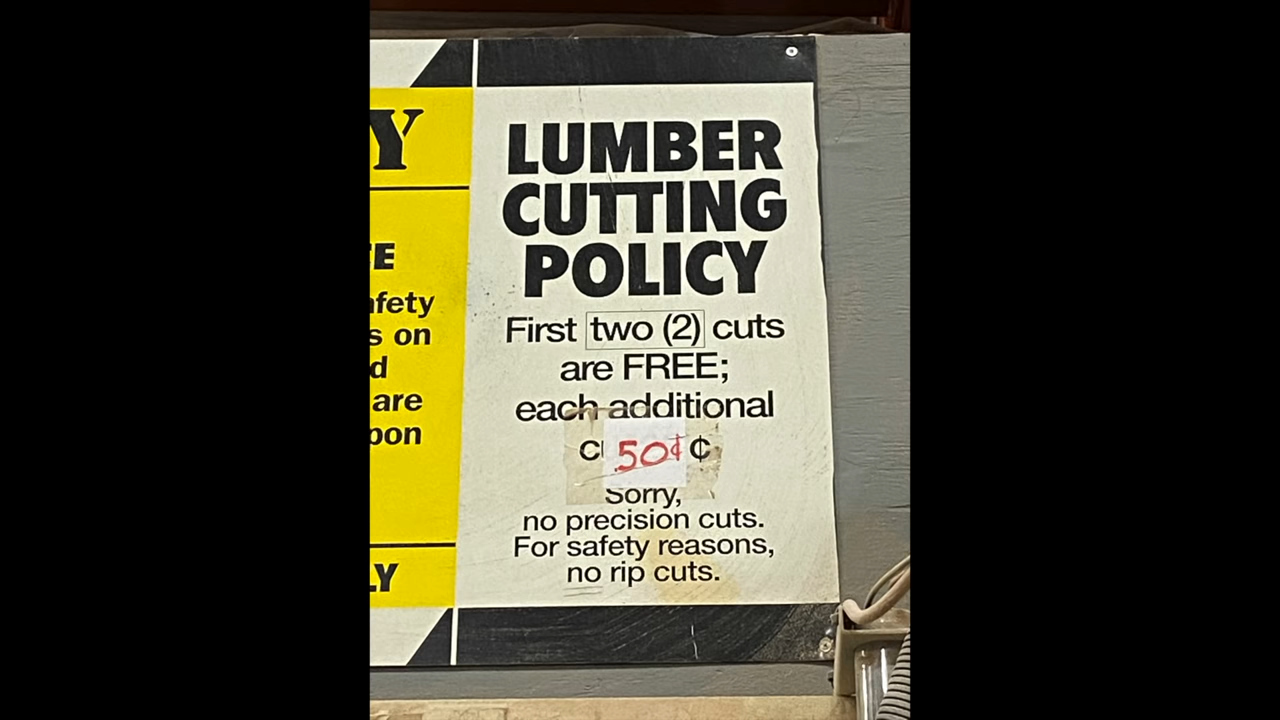 Y
E
afety
s on
d
are
pon
LY
LUMBER
CUTTING
POLICY
First two (2) cuts
are FREE;
each additional
.50¢ ¢
Sorry,
no precision cuts.
For safety reasons,
no rip cuts.